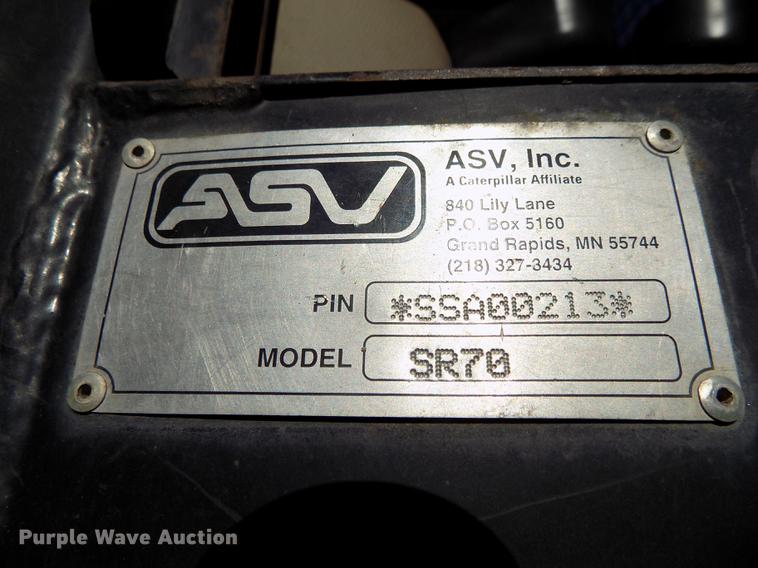 ASV
ASV, Inc.
A Caterpillar Affiliate
840 Lily Lane
P.O. Box 5160
Grand Rapids, MN 55744
(218) 327-3434
PIN *SSA00213*
MODEL SR70
Purple Wave Auction